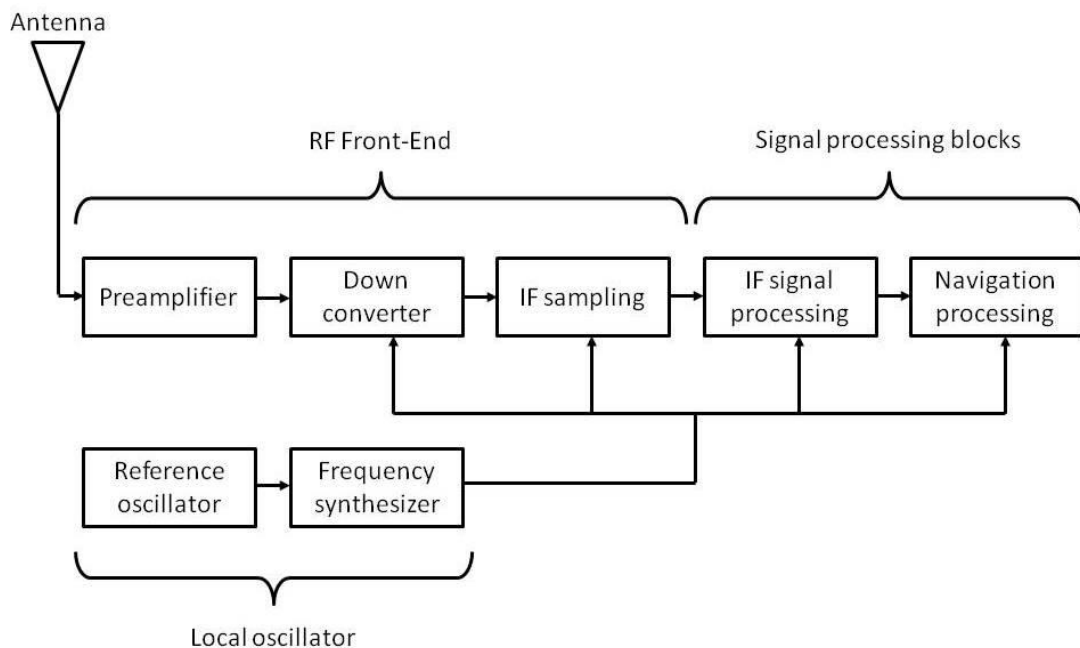 Antenna
RF Front-End
Signal processing blocks
Preamplifier
Down
converter
IF sampling
IF signal
processing
Navigation
processing
Reference
oscillator
Frequency
synthesizer
Local oscillator